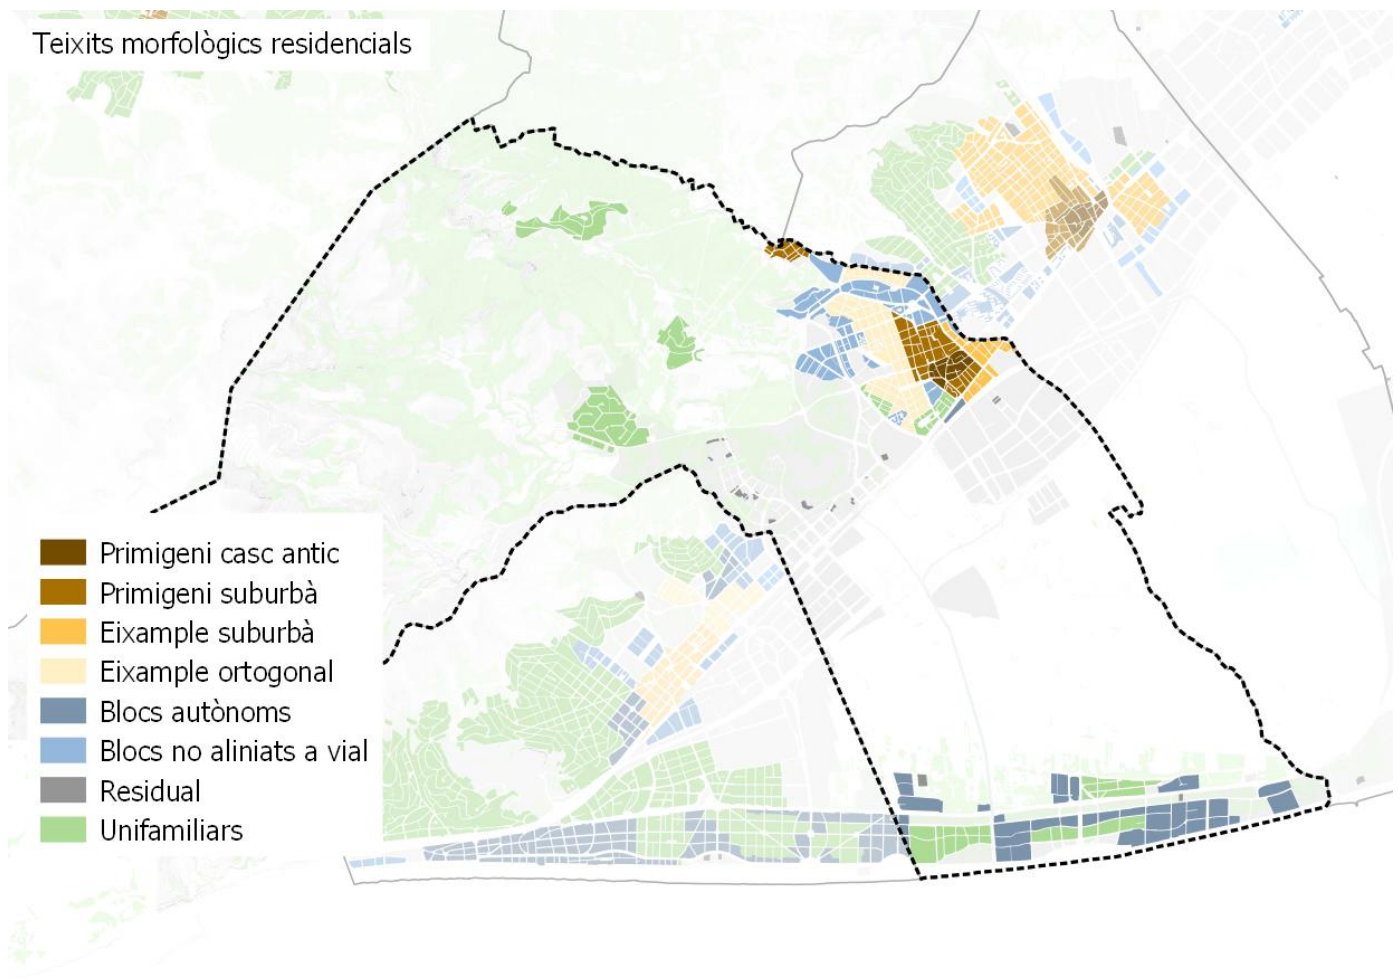 Teixits morfològics residencials
Primigeni casc antic
Primigeni suburbà
Eixample suburbà
Eixample ortogonal
Blocs autònoms
Blocs no aliniats a vial
Residual
Unifamiliars